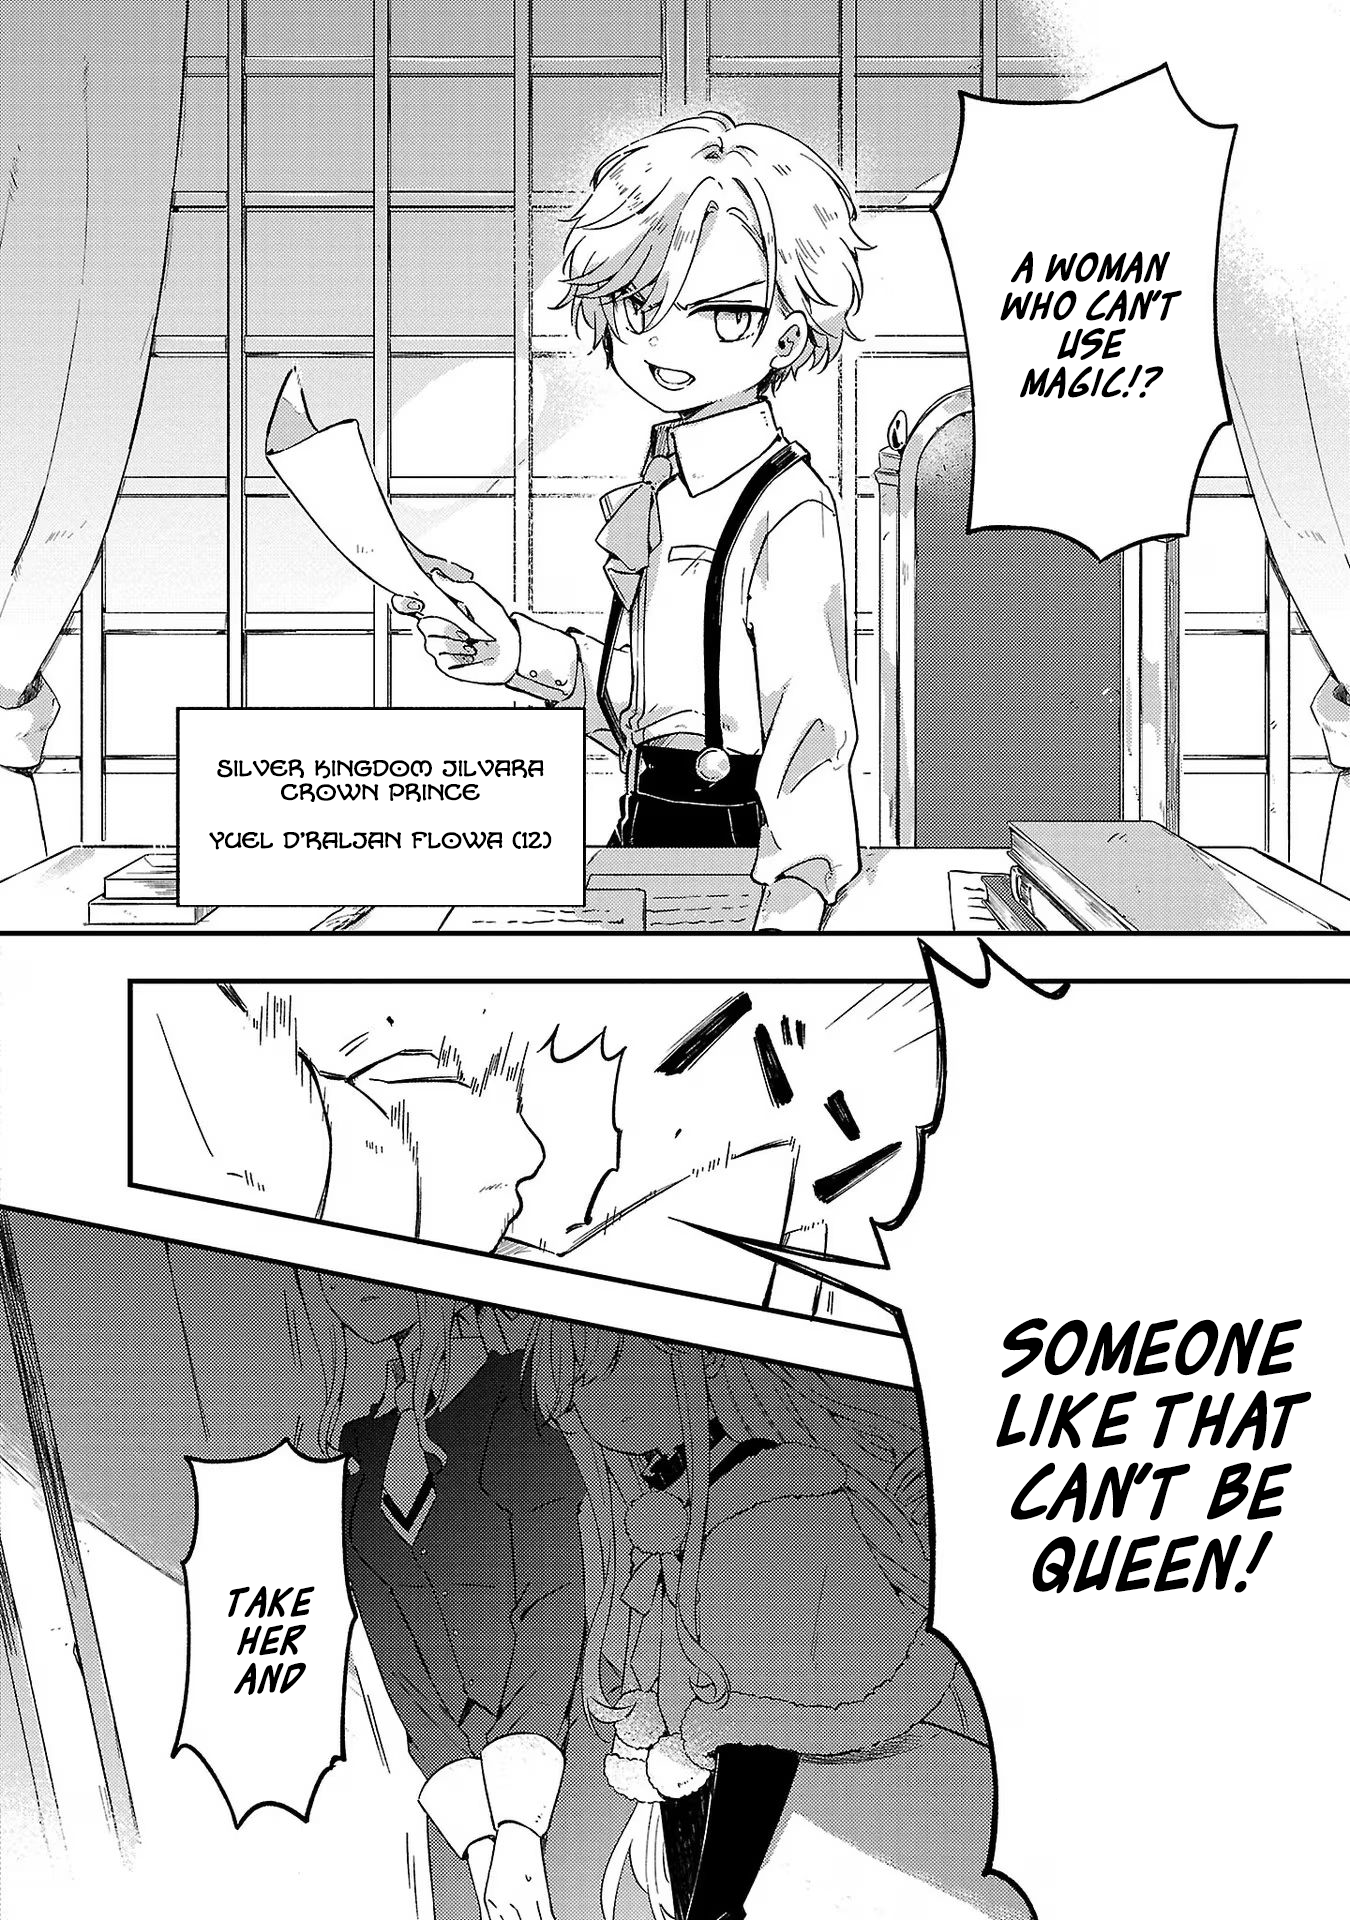 A WOMAN
WHO CAN'T
USE
MAGIC!?
SILVER KINGDOM JILVARA
CROWN PRINCE
YUEL D'RALJAN FLOWA (12)
SOMEONE
LIKE THAT
CAN'T BE
QUEEN!
TAKE
HER
AND